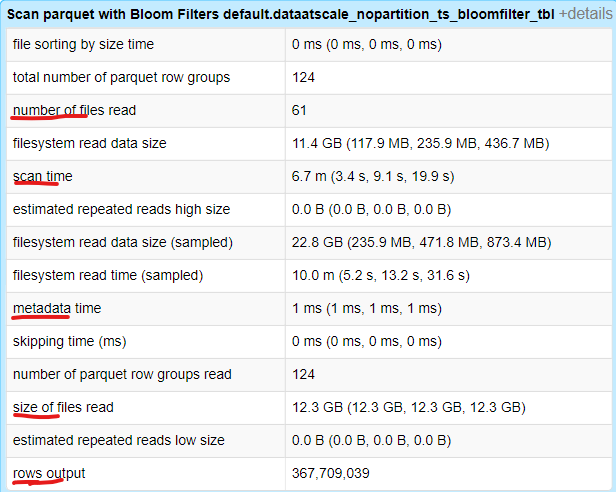 Scan parquet with Bloom Filters default.dataatscale_nopartition_ts_bloomfilter_tbl +details
file sorting by size time 0 ms (0 ms, 0 ms, 0 ms)
total number of parquet row groups 124
number of files read 61
filesystem read data size 11.4 GB (117.9 MB, 235.9 MB, 436.7 MB)
scan time 6.7 m (3.4 s, 9.1 s, 19.9 s)
estimated repeated reads high size 0.0 B (0.0 B, 0.0 B, 0.0 B)
filesystem read data size (sampled) 22.8 GB (235.9 MB, 471.8 MB, 873.4 MB)
filesystem read time (sampled) 10.0 m (5.2 s, 13.2 s, 31.6 s)
metadata time 1 ms (1 ms, 1 ms, 1 ms)
skipping time (ms) 0 ms (0 ms, 0 ms, 0 ms)
number of parquet row groups read 124
size of files read 12.3 GB (12.3 GB, 12.3 GB, 12.3 GB)
estimated repeated reads low size 0.0 B (0.0 B, 0.0 B, 0.0 B)
rows output 367,709,039